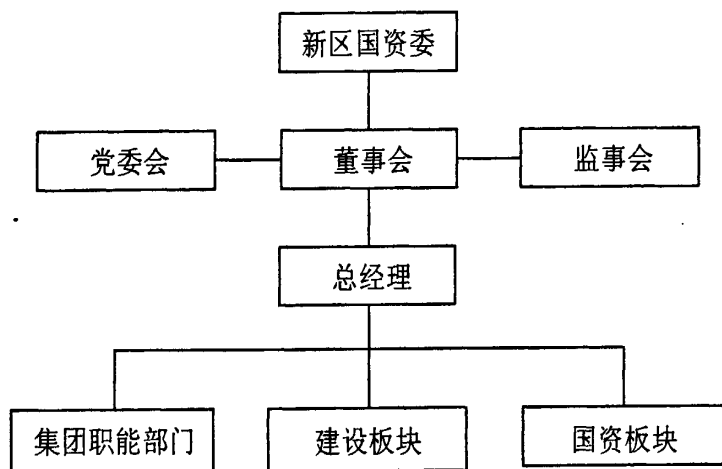 新区国资委
党委会
董事会
监事会
总经理
集团职能部门
建设板块
国资板块